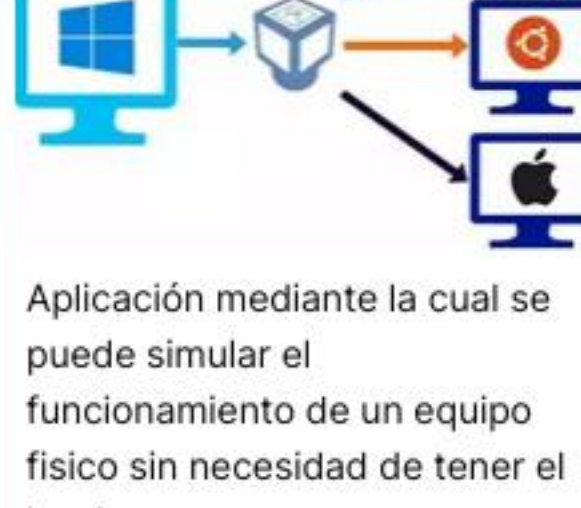 Aplicación mediante la cual se
puede simular el
funcionamiento de un equipo
fisico sin necesidad de tener el